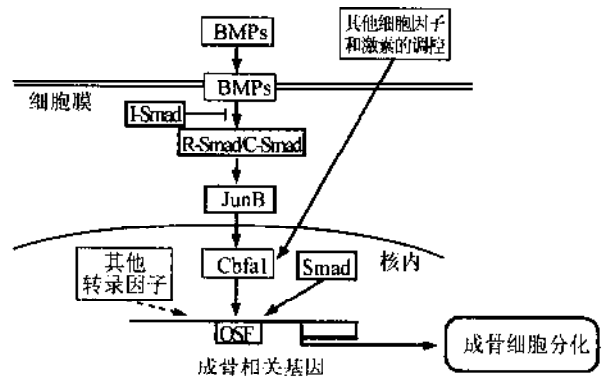 BMPs
其他细胞因子
和激素的调控
BMPs
细胞膜
I-Smad
R-Smad/C-Smad
JunB
核内
Cbfa1
Smad
其他
转录因子
OSE
成骨相关基因
成骨细胞分化